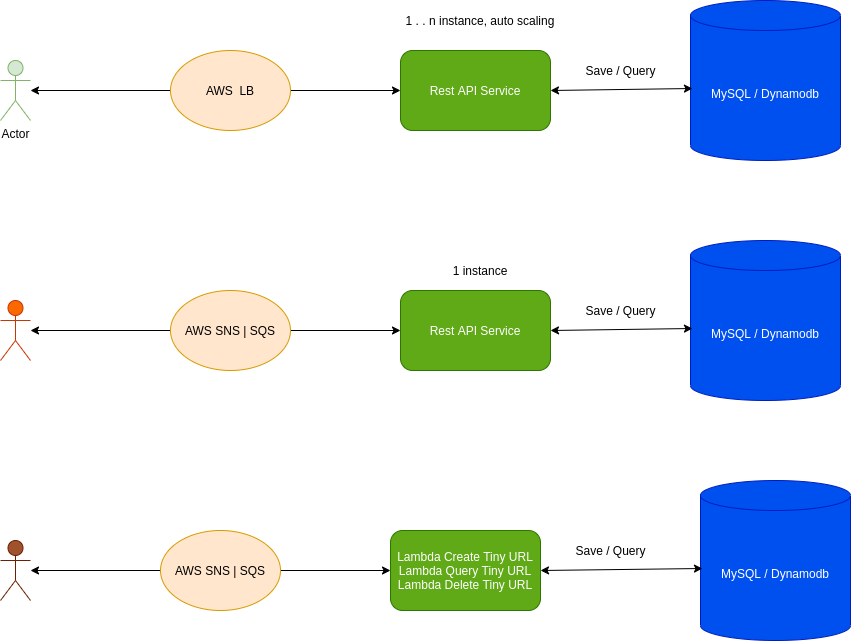 1 . . n instance, auto scaling
AWS  LB
Rest API Service
Save / Query
MySQL / Dynamodb
Actor
1 instance
AWS SNS | SQS
Rest API Service
Save / Query
MySQL / Dynamodb
AWS SNS | SQS
Lambda Create Tiny URL
Lambda Query Tiny URL
Lambda Delete Tiny URL
Save / Query
MySQL / Dynamodb